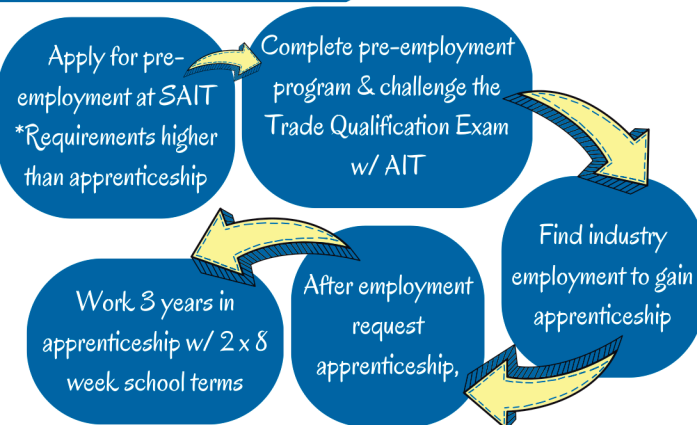 Apply for pre-
employment at SAIT
*Requirements higher
than apprenticeship
Complete pre-employment
program & challenge the
Trade Qualification Exam
w/ AIT
Find industry
employment to gain
apprenticeship
After employment
request
apprenticeship,
Work 3 years in
apprenticeship w/ 2 x 8
week school terms